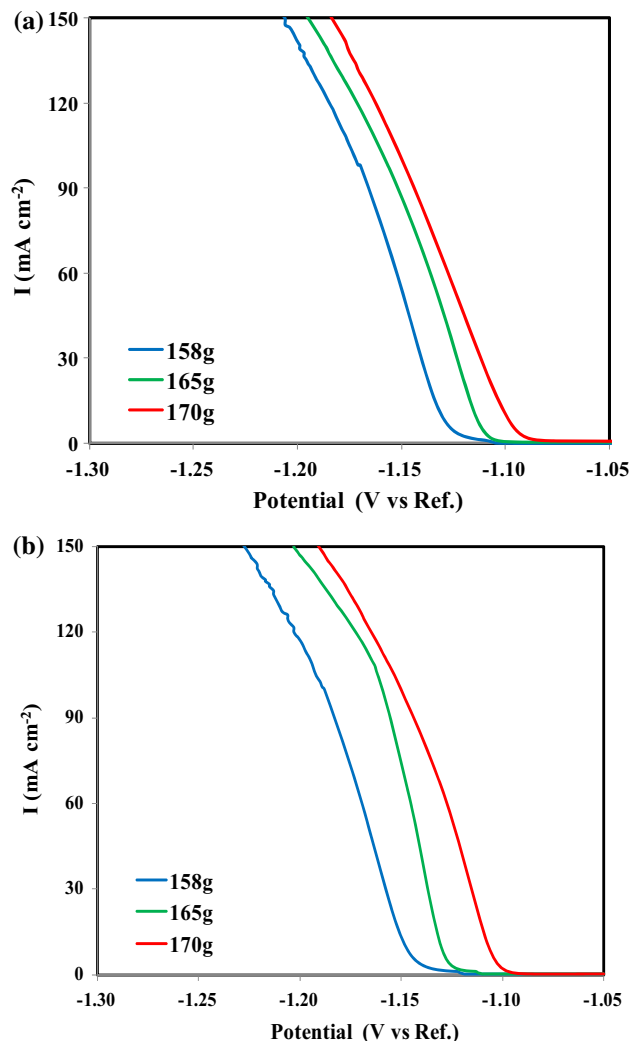 (a)
150
120
90
60
30
0
I (mA cm-2)
158g
165g
170g
-1.30
-1.25
-1.20
-1.15
-1.10
-1.05
Potential (V vs Ref.)
(b)
150
120
90
60
30
0
I (mA cm-2)
158g
165g
170g
-1.30
-1.25
-1.20
-1.15
-1.10
-1.05
Potential (V vs Ref.)